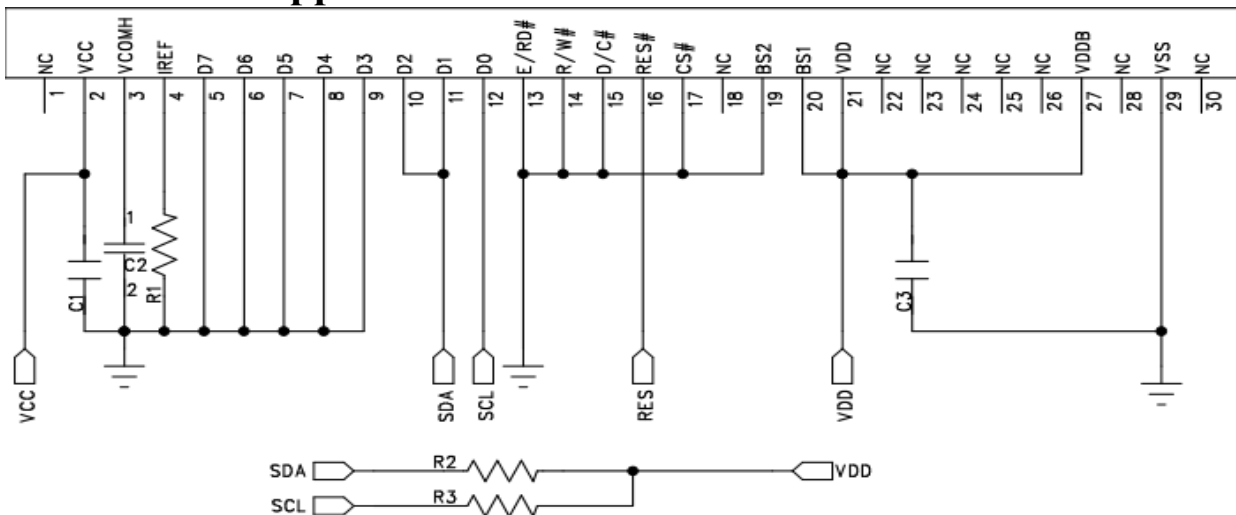 NC VCC VCOMH IREF D7 D6 D5 D4 D3 D2 D1 D0 E/RD# R/W# D/C# RES# CS# NC BS2 BS1 VDD NC NC NC NC NC VDDB NC VSS NC
1 2 3 4 5 6 7 8 9 10 11 12 13 14 15 16 17 18 19 20 21 22 23 24 25 26 27 28 29 30
1
C2
2
C1
R1
C3
VCC
SDA
SCL
RES
VDD
SDA R2 VDD
SCL R3